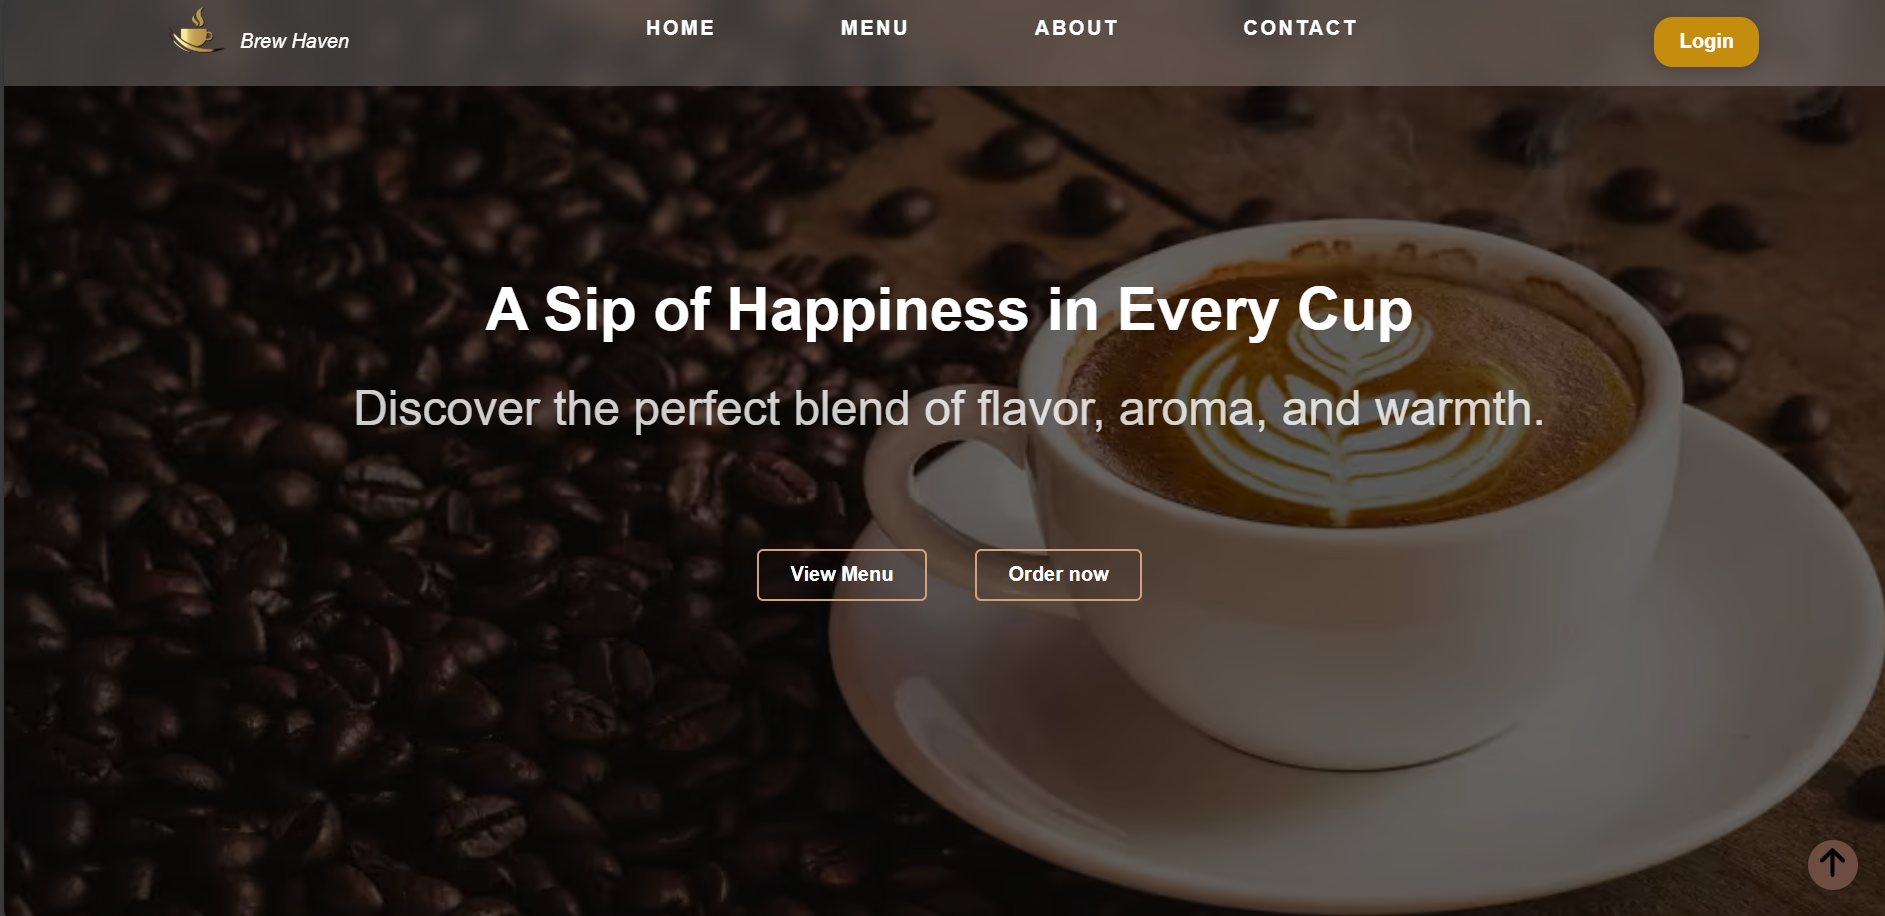 Brew Haven
HOME
MENU
ABOUT
CONTACT
Login
A Sip of Happiness in Every Cup
Discover the perfect blend of flavor, aroma, and warmth.
View Menu
Order now